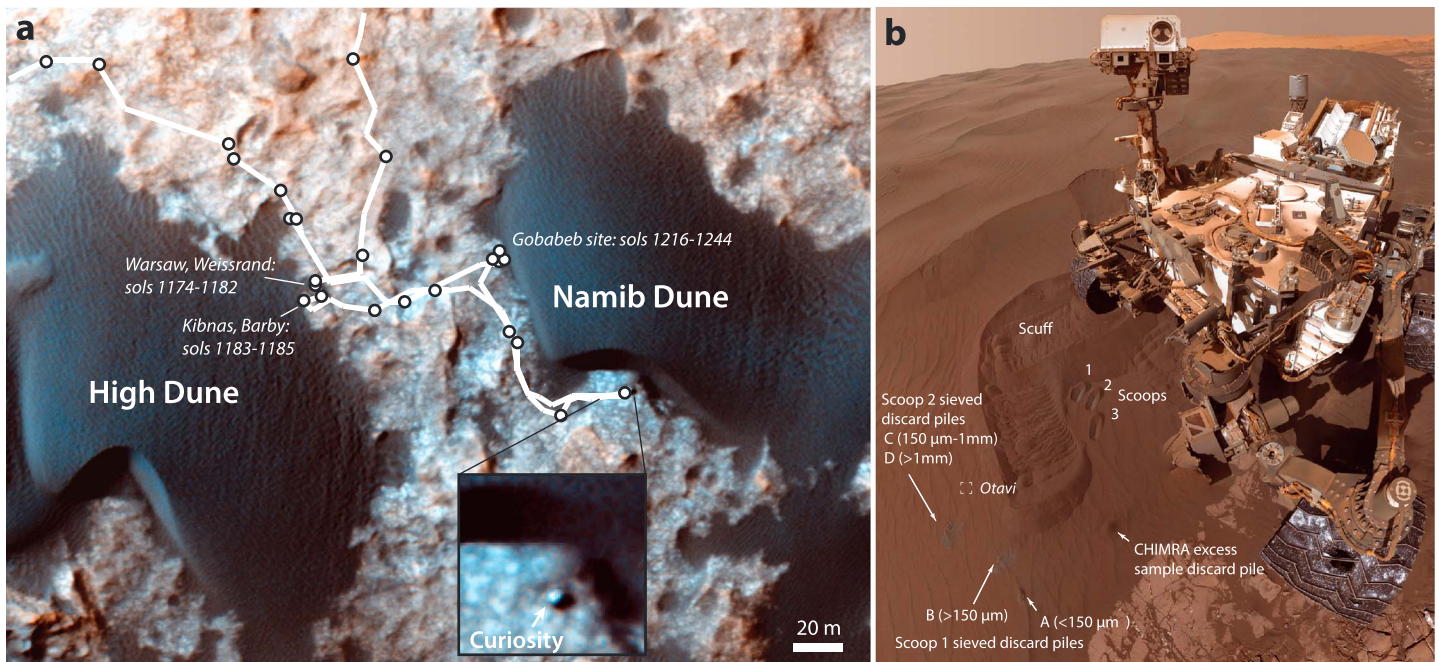 a
Gobabeb site: sols 1216-1244
Warsaw, Weissrand:
sols 1174-1182
Namib Dune
Kibnas, Barby:
sols 1183-1185
High Dune
Curiosity
20 m
b
Scuff
1
2
Scoops
3
Scoop 2 sieved
discard piles
C (150 μm-1mm)
D (>1mm)
Otavi
CHIMRA excess
sample discard pile
B (>150 μm)
A (<150 μm )
Scoop 1 sieved discard piles